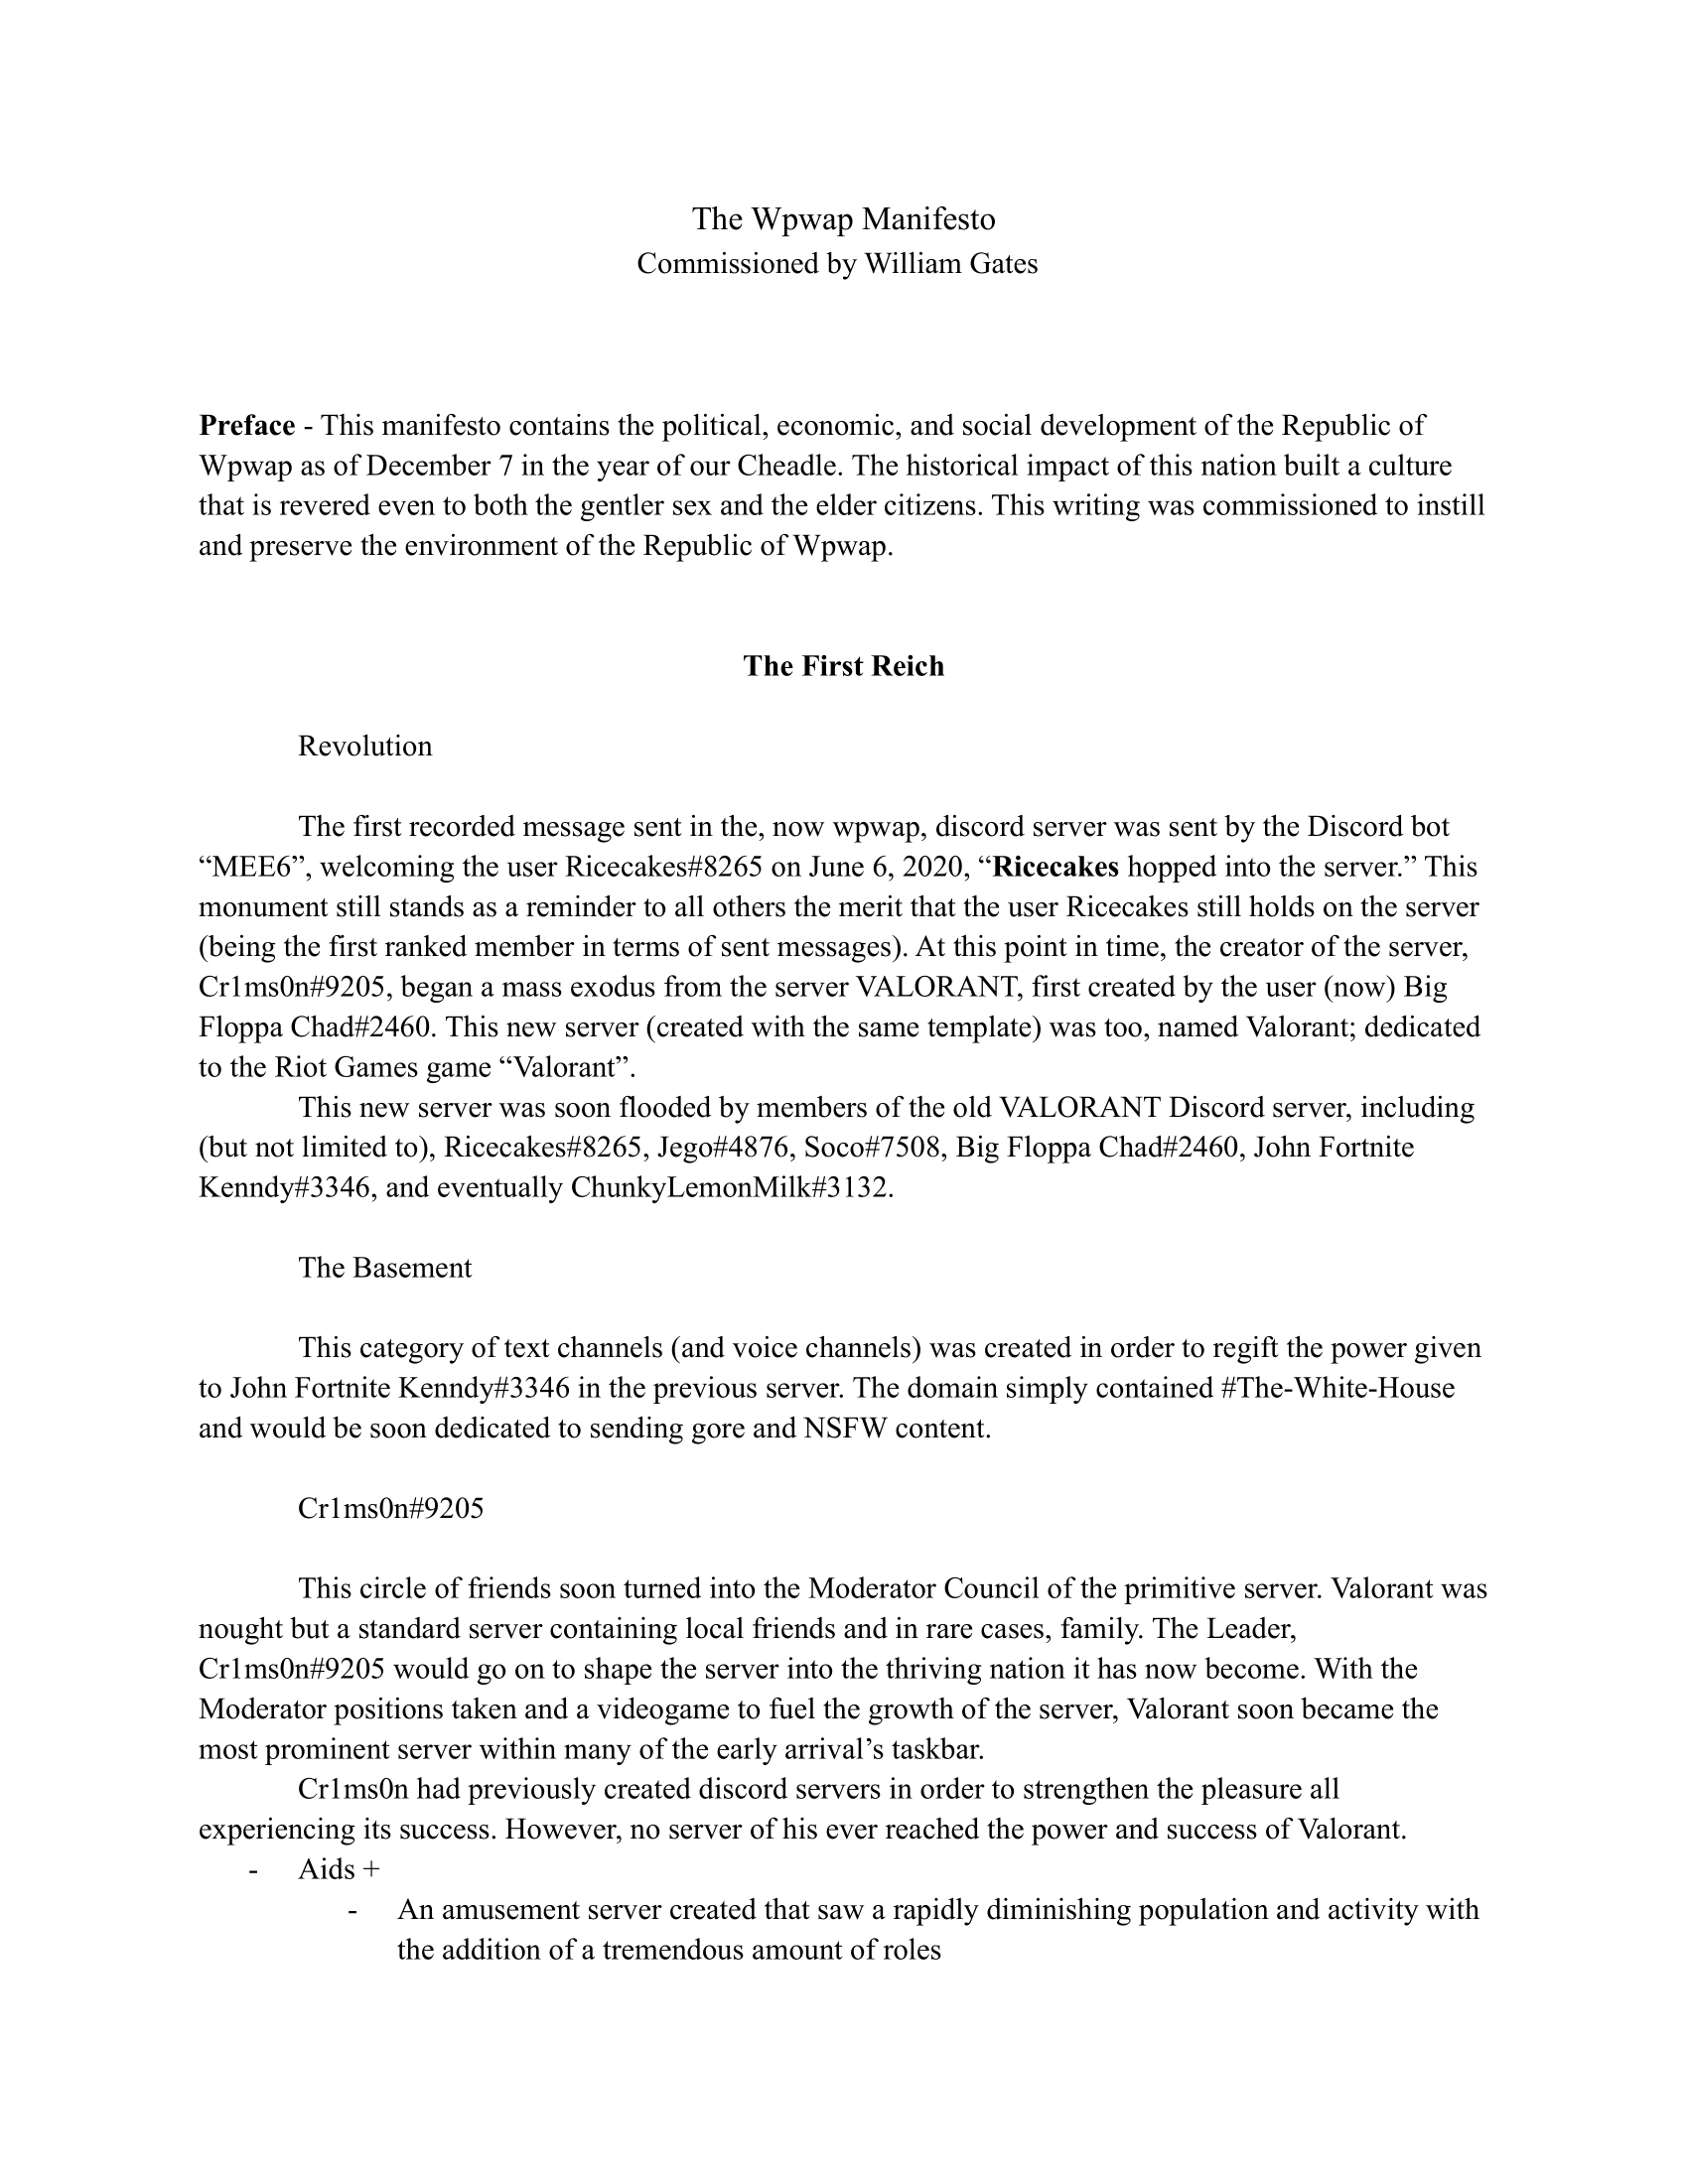 The Wpwap Manifesto
Commissioned by William Gates
Preface - This manifesto contains the political, economic, and social development of the Republic of
Wpwap as of December 7 in the year of our Cheadle. The historical impact of this nation built a culture
that is revered even to both the gentler sex and the elder citizens. This writing was commissioned to instill
and preserve the environment of the Republic of Wpwap.
The First Reich
Revolution
The first recorded message sent in the, now wpwap, discord server was sent by the Discord bot
“MEE6”, welcoming the user Ricecakes#8265 on June 6, 2020, “Ricecakes hopped into the server.” This
monument still stands as a reminder to all others the merit that the user Ricecakes still holds on the server
(being the first ranked member in terms of sent messages). At this point in time, the creator of the server,
Cr1ms0n#9205, began a mass exodus from the server VALORANT, first created by the user (now) Big
Floppa Chad#2460. This new server (created with the same template) was too, named Valorant; dedicated
to the Riot Games game “Valorant”.
This new server was soon flooded by members of the old VALORANT Discord server, including
(but not limited to), Ricecakes#8265, Jego#4876, Soco#7508, Big Floppa Chad#2460, John Fortnite
Kenndy#3346, and eventually ChunkyLemonMilk#3132.
The Basement
This category of text channels (and voice channels) was created in order to regift the power given
to John Fortnite Kenndy#3346 in the previous server. The domain simply contained #The-White-House
and would be soon dedicated to sending gore and NSFW content.
Cr1ms0n#9205
This circle of friends soon turned into the Moderator Council of the primitive server. Valorant was
nought but a standard server containing local friends and in rare cases, family. The Leader,
Cr1ms0n#9205 would go on to shape the server into the thriving nation it has now become. With the
Moderator positions taken and a videogame to fuel the growth of the server, Valorant soon became the
most prominent server within many of the early arrival’s taskbar.
Cr1ms0n had previously created discord servers in order to strengthen the pleasure all
experiencing its success. However, no server of his ever reached the power and success of Valorant.
- Aids +
- An amusement server created that saw a rapidly diminishing population and activity with
the addition of a tremendous amount of roles